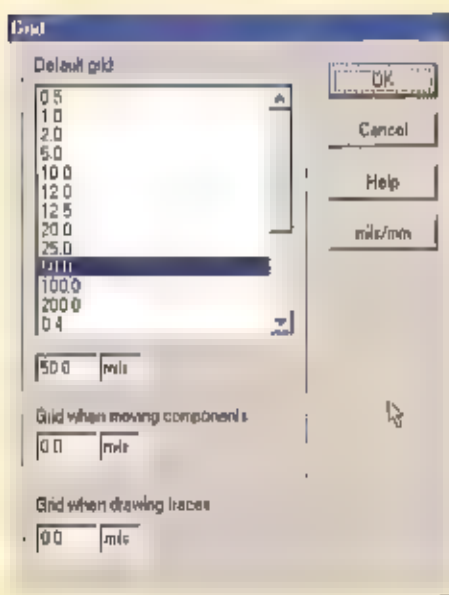 Grid
Default grid:
OK
0.5
1.0
2.0
5.0
10.0
12.0
12.5
20.0
25.0
50.0
100.0
200.0
0.4
Cancel
Help
mils/mm
50.0 mils
Grid when moving components
0.0 mils
Grid when drawing traces
0.0 mils